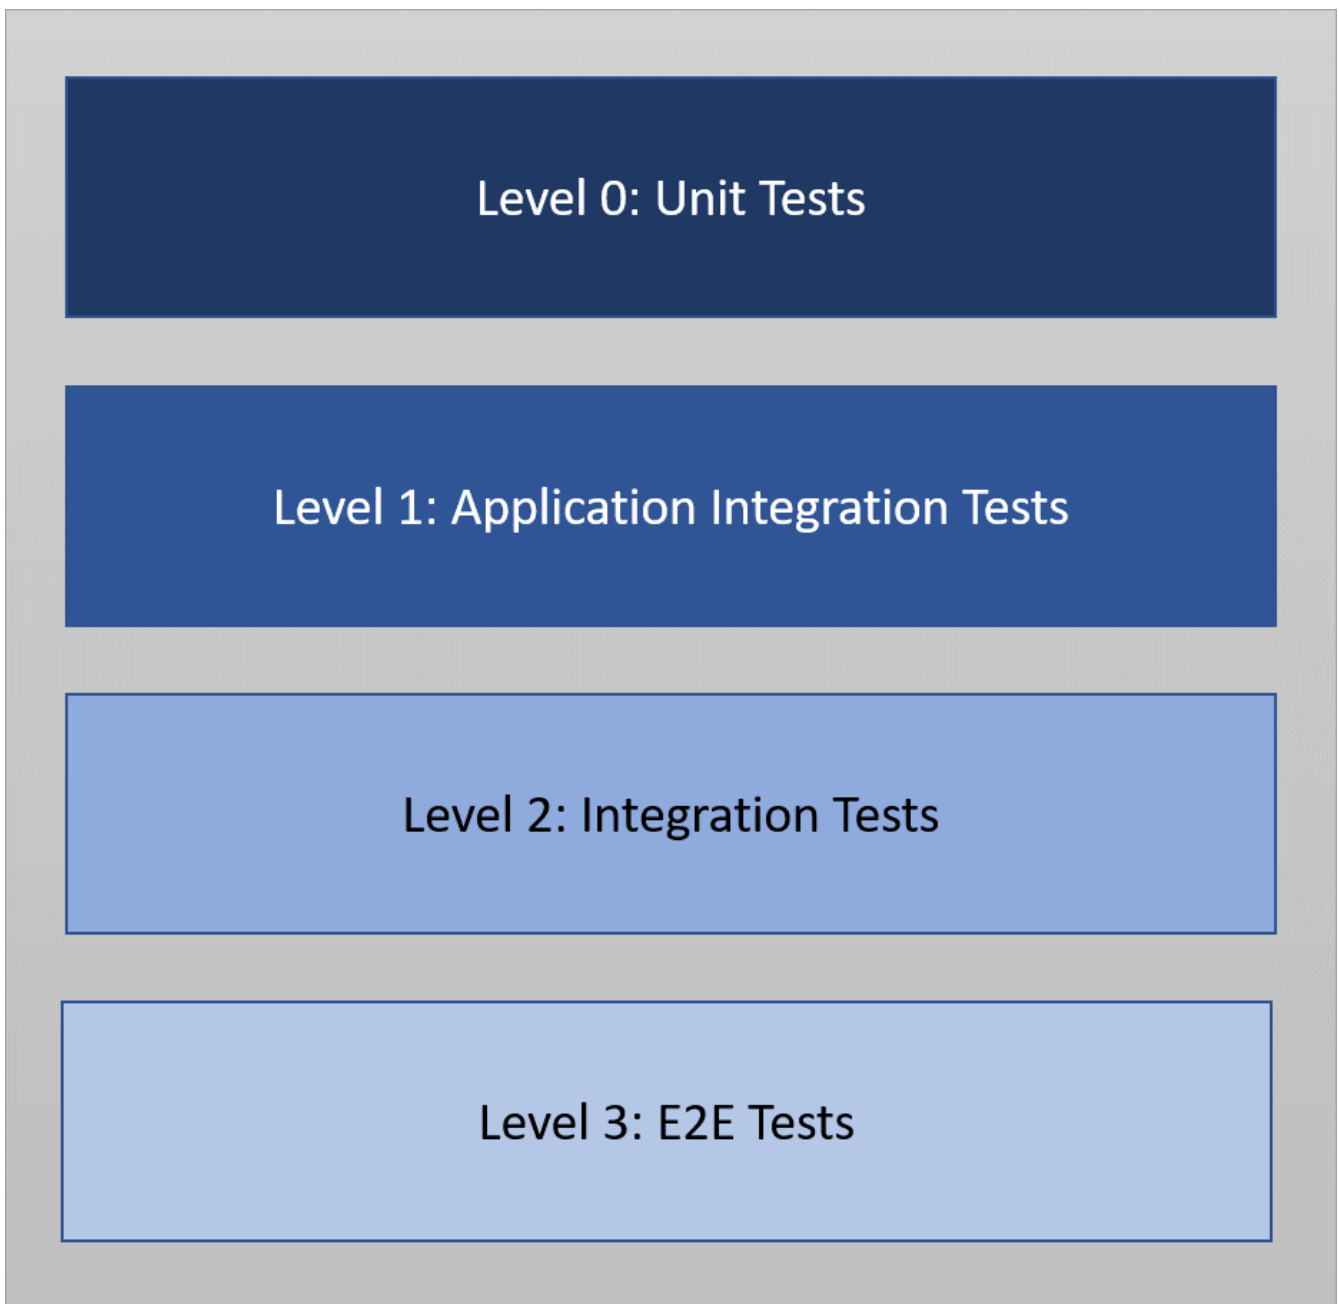 Level 0: Unit Tests
Level 1: Application Integration Tests
Level 2: Integration Tests
Level 3: E2E Tests